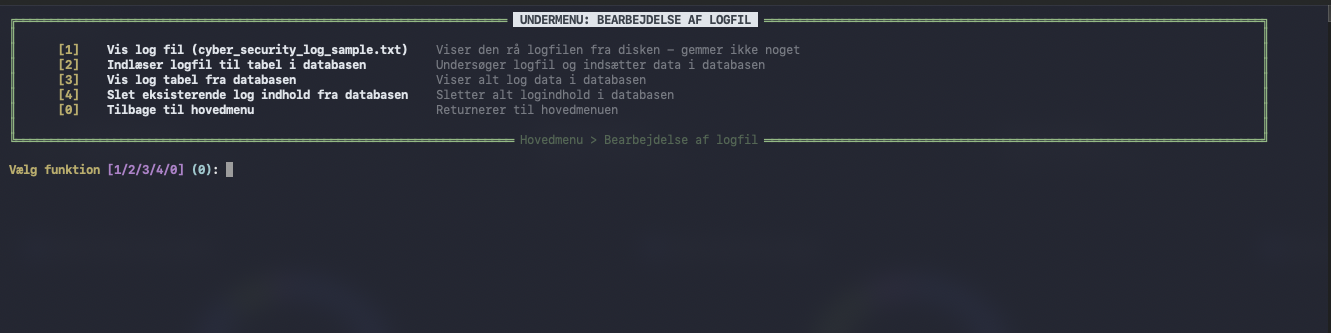 UNDERMENU: BEARBEJDELSE AF LOGFIL
[1] Vis log fil (cyber_security_log_sample.txt) Viser den rå logfilen fra disken – gemmer ikke noget
[2] Indlæser logfil til tabel i databasen Undersøger logfil og indsætter data i databasen
[3] Vis log tabel fra databasen Viser alt log data i databasen
[4] Slet eksisterende log indhold fra databasen Sletter alt logindhold i databasen
[0] Tilbage til hovedmenu Returnerer til hovedmenuen
Hovedmenu > Bearbejdelse af logfil
Vælg funktion [1/2/3/4/0] (0):